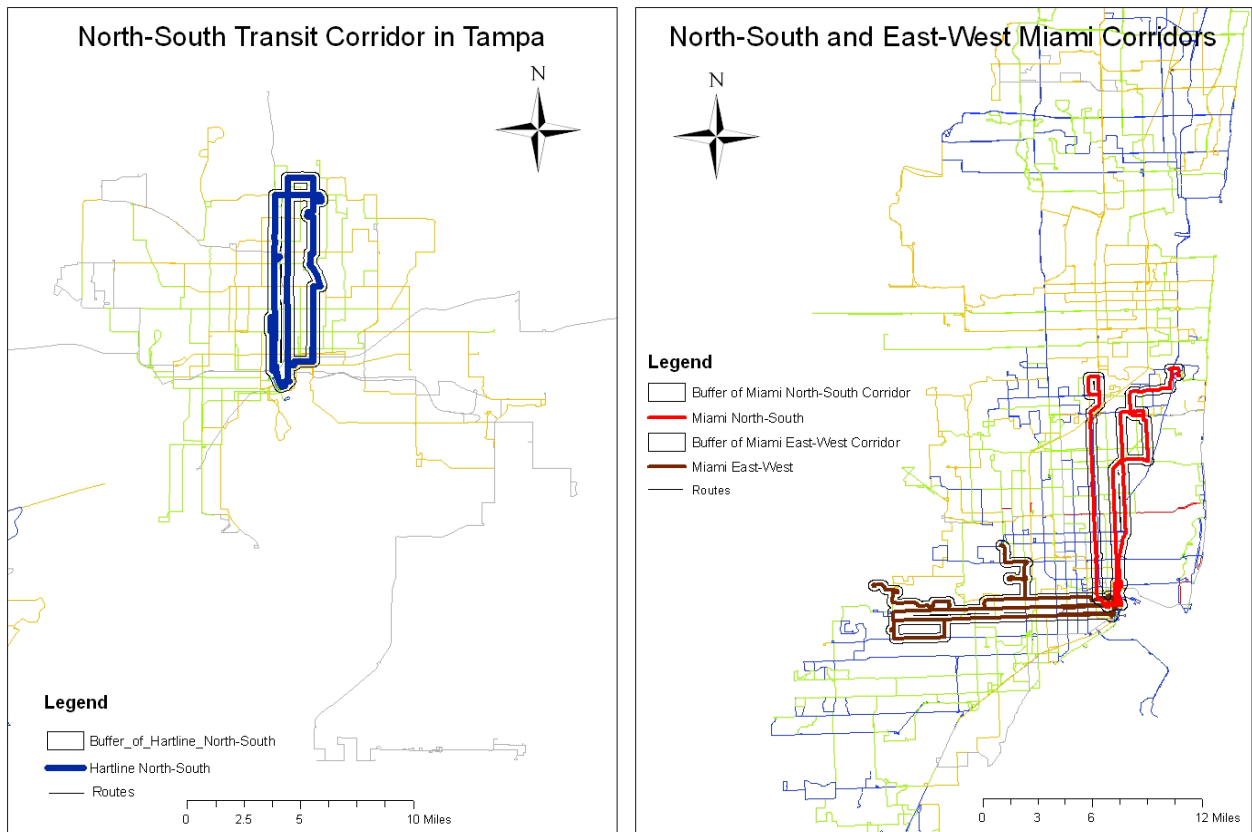 North-South Transit Corridor in Tampa
N
Legend
Buffer_of_Hartline_North-South
Hartline North-South
Routes
0 2.5 5 10 Miles
North-South and East-West Miami Corridors
N
Legend
Buffer of Miami North-South Corridor
Miami North-South
Buffer of Miami East-West Corridor
Miami East-West
Routes
0 3 6 12 Miles